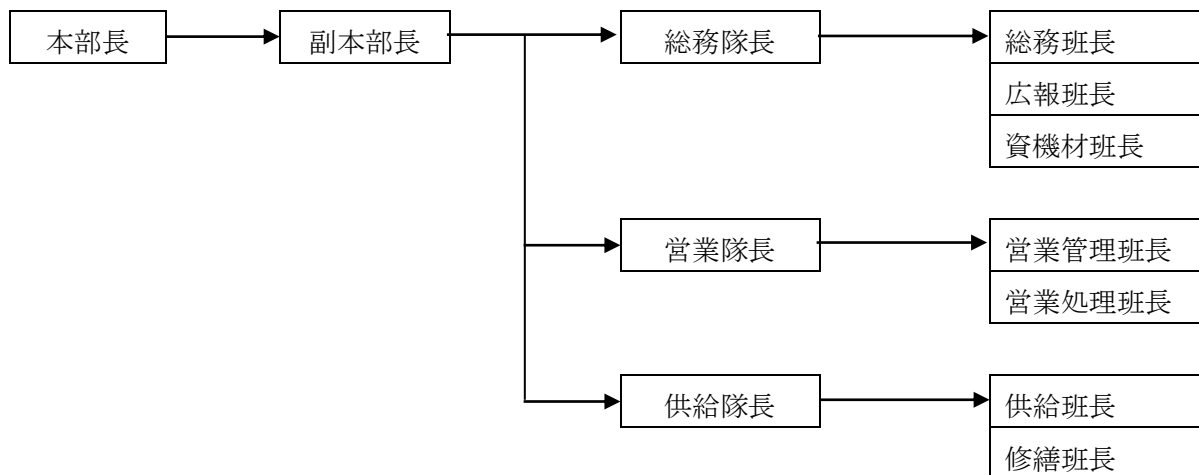 本部長
副本部長
総務隊長
総務班長
広報班長
資機材班長
営業隊長
営業管理班長
営業処理班長
供給隊長
供給班長
修繕班長